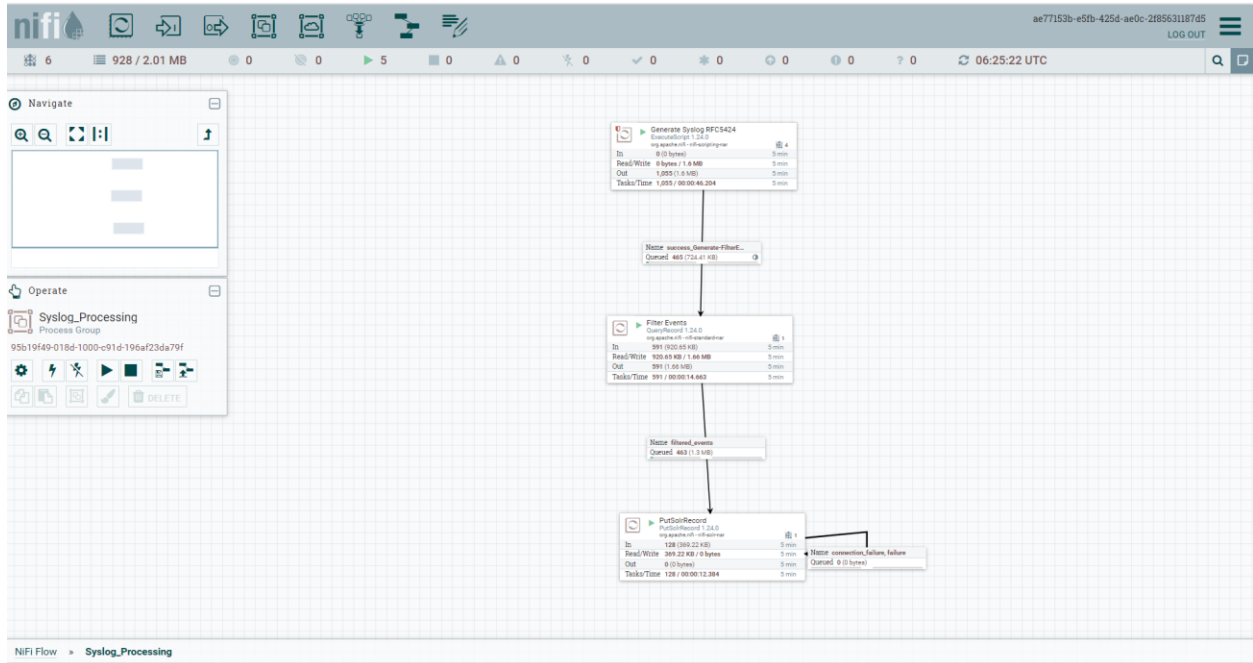 nifi
ae77153b-e5fb-425d-ae0c-2f85631187d5
LOG OUT
6 928 / 2.01 MB 0 0 5 0 0 0 0 0 0 0 ? 0 06:25:22 UTC
Navigate
Operate
Syslog_Processing
Process Group
95b19f49-018d-1000-c91d-196af23da79f
DELETE
Generate Syslog RFC5424
ExecuteScript 1.24.0
org.apache.nifi - nifi-scripting-nar 4
In 0 (0 bytes) 5 min
Read/Write 0 bytes / 1.6 MB 5 min
Out 1,055 (1.6 MB) 5 min
Tasks/Time 1,055 / 00:00:46.204 5 min
Name success_Generate-FilterE...
Queued 465 (724.41 KB)
Filter Events
QueryRecord 1.24.0
org.apache.nifi - nifi-standard-nar 1
In 591 (920.65 KB) 5 min
Read/Write 920.65 KB / 1.66 MB 5 min
Out 591 (1.66 MB) 5 min
Tasks/Time 591 / 00:00:14.663 5 min
Name filtered_events
Queued 463 (1.3 MB)
PutSolrRecord
PutSolrRecord 1.24.0
org.apache.nifi - nifi-solr-nar 1
In 128 (369.22 KB) 5 min
Read/Write 369.22 KB / 0 bytes 5 min
Out 0 (0 bytes) 5 min
Tasks/Time 128 / 00:00:12.384 5 min
Name connection_failure, failure
Queued 0 (0 bytes)
NiFi Flow » Syslog_Processing